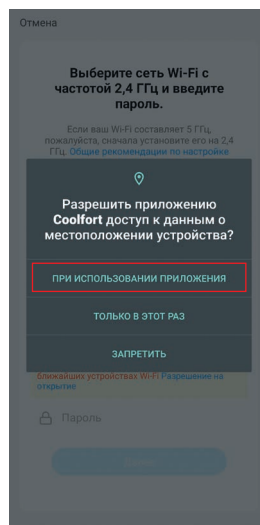 Отмена
Выберите сеть Wi-Fi с
частотой 2,4 ГГц и введите
пароль.
Если ваш Wi-Fi составляет 5 ГГц,
пожалуйста, сначала установите его на 2,4
ГГц. Общие рекомендации по настройке
Разрешить приложению
Coolfort доступ к данным о
местоположении устройства?
ПРИ ИСПОЛЬЗОВАНИИ ПРИЛОЖЕНИЯ
ТОЛЬКО В ЭТОТ РАЗ
ЗАПРЕТИТЬ
ближайших устройствах Wi-Fi Разрешение на
открытие
Пароль